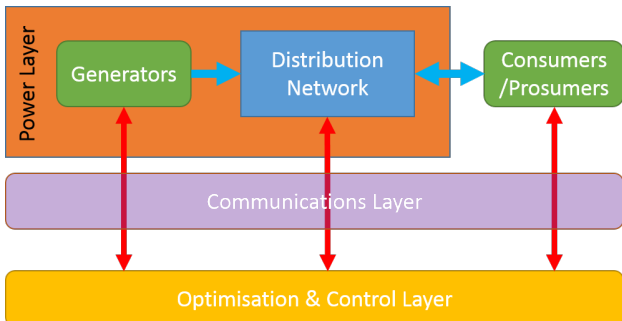 Power Layer
Generators
Distribution
Network
Consumers
/Prosumers
Communications Layer
Optimisation & Control Layer